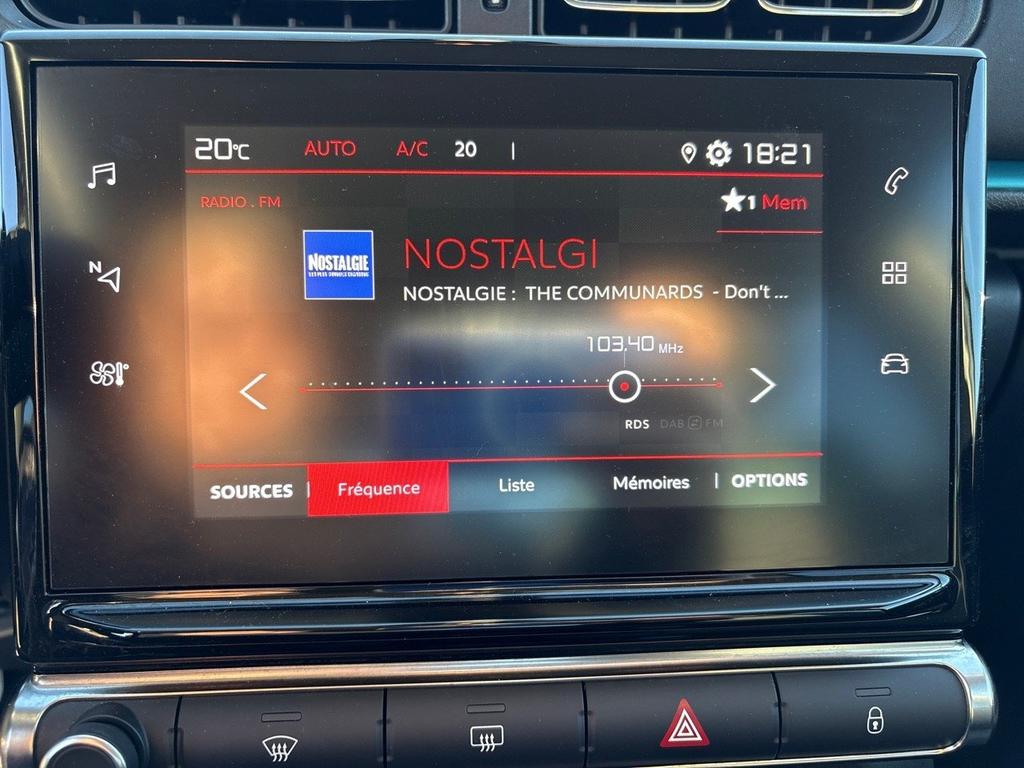 20°C AUTO A/C 20 18:21
RADIO . FM
1 Mem
NOSTALGIE
NOSTALGI
NOSTALGIE : THE COMMUNARDS - Don't ...
103.40 MHz
RDS DAB FM
SOURCES Fréquence Liste Mémoires OPTIONS
N